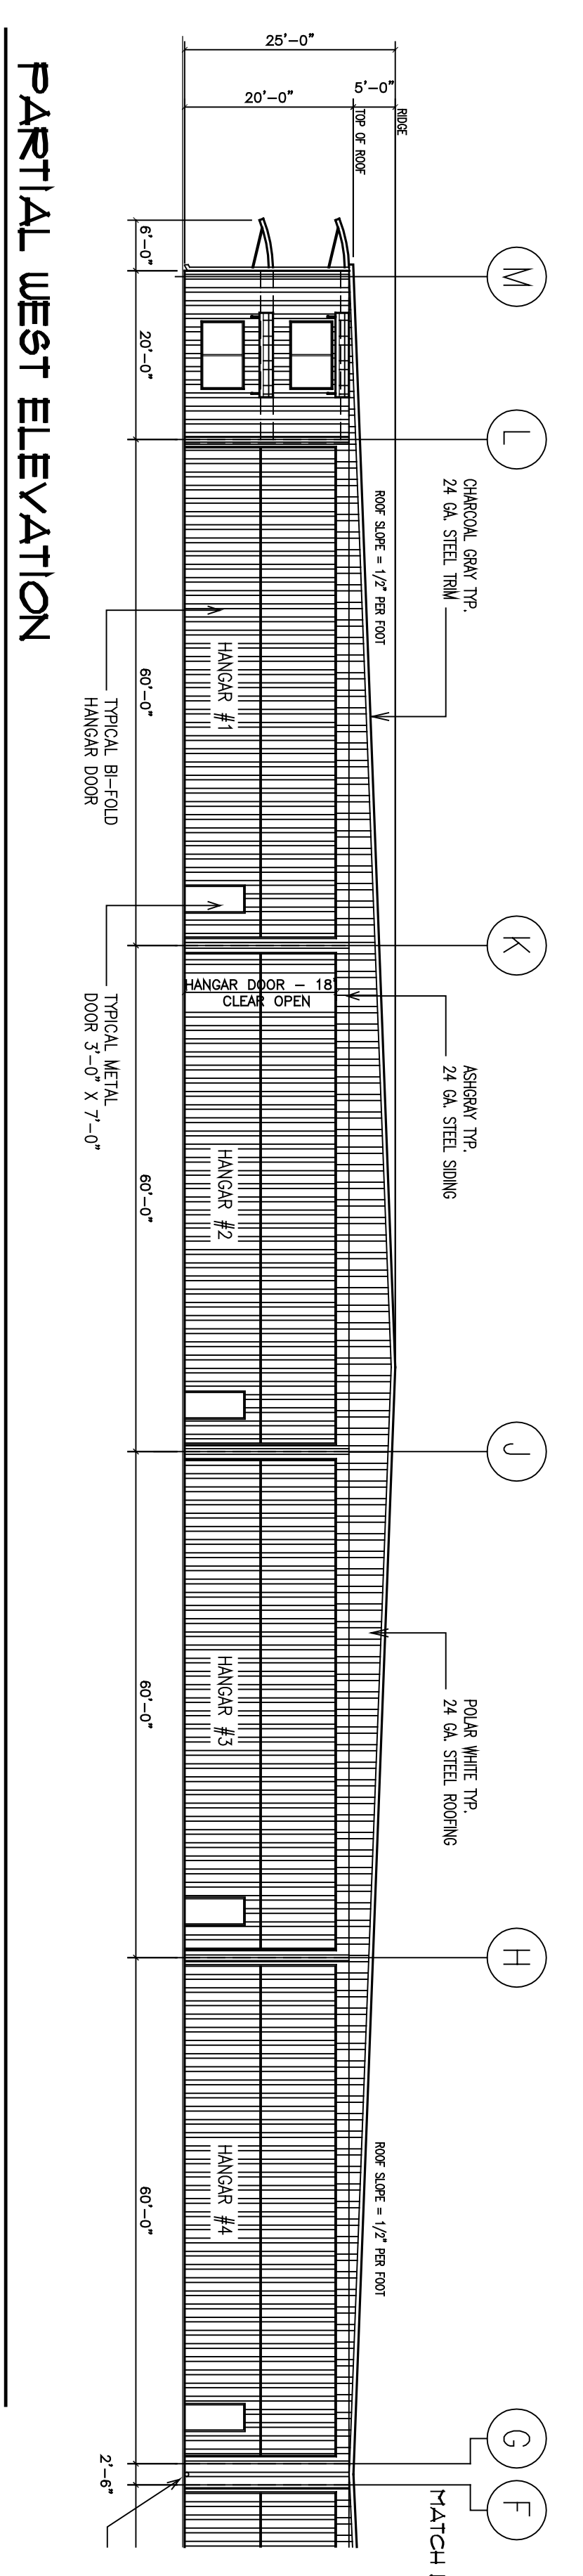 M
L
K
J
H
G
F
MATCH
CHARCOAL GRAY TYP.
24 GA. STEEL TRIM
ASHGRAY TYP.
24 GA. STEEL SIDING
POLAR WHITE TYP.
24 GA. STEEL ROOFING
RIDGE
TOP OF ROOF
25'-0"
5'-0"
20'-0"
ROOF SLOPE = 1/2" PER FOOT
ROOF SLOPE = 1/2" PER FOOT
HANGAR DOOR – 18'
CLEAR OPEN
HANGAR #1
HANGAR #2
HANGAR #3
HANGAR #4
6'-0"
20'-0"
60'-0"
60'-0"
60'-0"
60'-0"
2'-6"
TYPICAL BI-FOLD
HANGAR DOOR
TYPICAL METAL
DOOR 3'-0" X 7'-0"
PARTIAL WEST ELEVATION